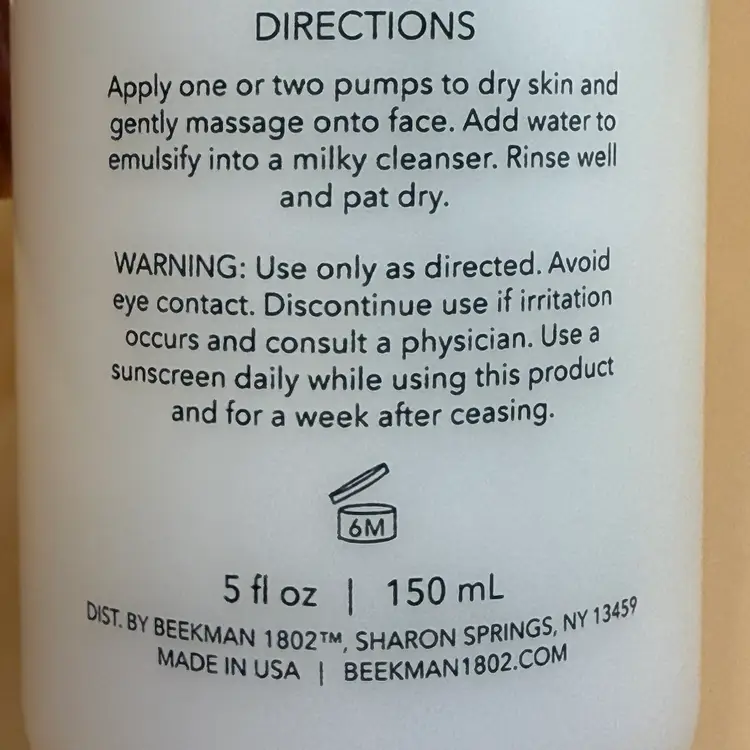 DIRECTIONS
Apply one or two pumps to dry skin and
gently massage onto face. Add water to
emulsify into a milky cleanser. Rinse well
and pat dry.
WARNING: Use only as directed. Avoid
eye contact. Discontinue use if irritation
occurs and consult a physician. Use a
sunscreen daily while using this product
and for a week after ceasing.
6M
5 fl oz | 150 mL
DIST. BY BEEKMAN 1802™, SHARON SPRINGS, NY 13459
MADE IN USA | BEEKMAN1802.COM